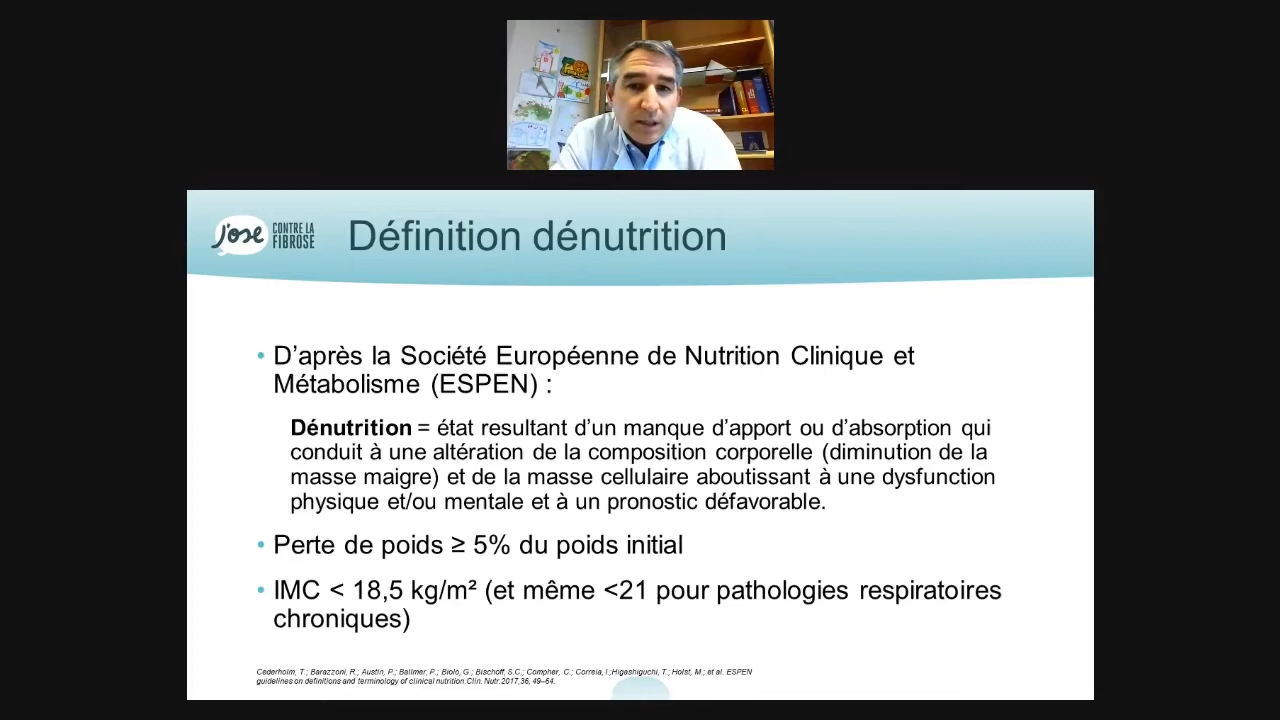 j'ose CONTRE LA
FIBROSE
Définition dénutrition
• D'après la Société Européenne de Nutrition Clinique et
Métabolisme (ESPEN) :
Dénutrition = état resultant d'un manque d'apport ou d'absorption qui
conduit à une altération de la composition corporelle (diminution de la
masse maigre) et de la masse cellulaire aboutissant à une dysfunction
physique et/ou mentale et à un pronostic défavorable.
• Perte de poids ≥ 5% du poids initial
• IMC < 18,5 kg/m² (et même <21 pour pathologies respiratoires
chroniques)
Cederholm, T.; Barazzoni, R.; Austin, P.; Ballmer, P.; Biolo, G.; Bischoff, S.C.; Compher, C.; Correia, I.;Higashiguchi, T.; Holst, M.; et al. ESPEN
guidelines on definitions and terminology of clinical nutrition.Clin. Nutr.2017,36, 49–64.